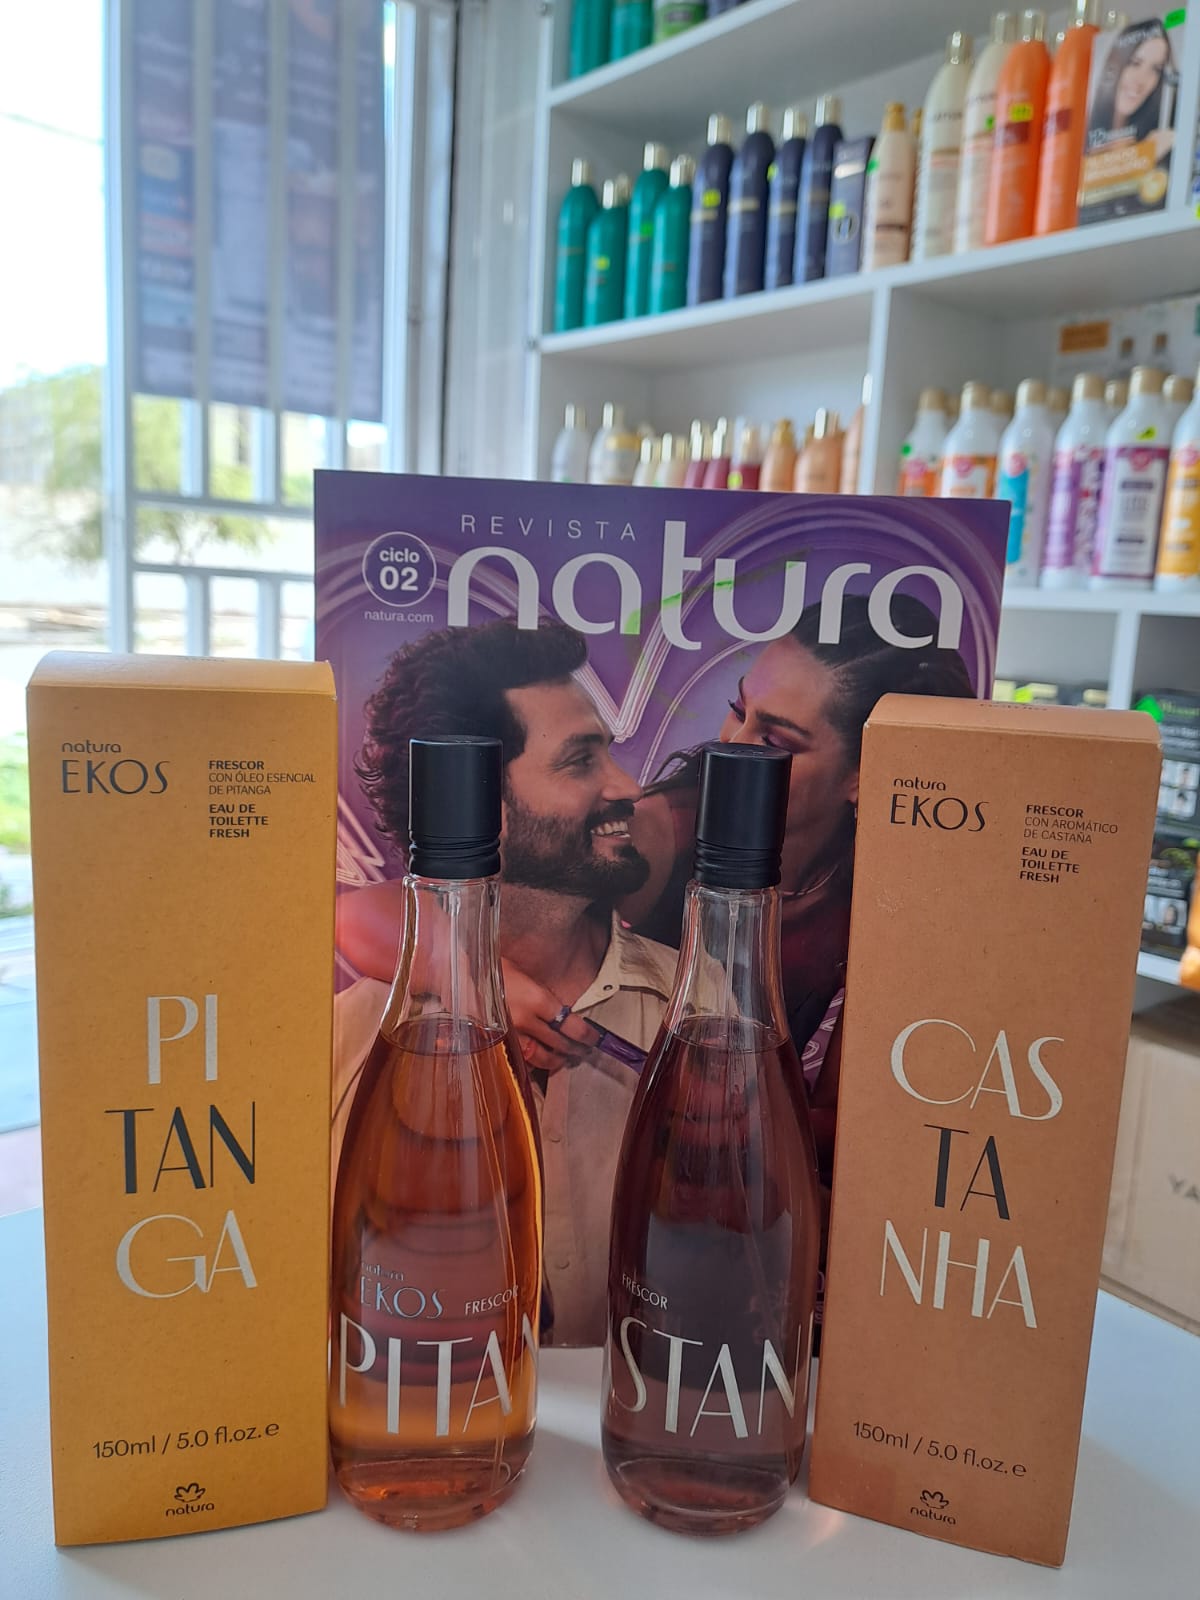 REVISTA
natura
ciclo
02
natura.com
natura
EKOS
FRESCOR
CON ÓLEO ESENCIAL
DE PITANGA
EAU DE
TOILETTE
FRESH
PI
TAN
GA
150ml / 5.0 fl.oz. e
natura
natura
EKOS
FRESCOR
PITAN
FRESCOR
STAN
natura
EKOS
FRESCOR
CON AROMÁTICO
DE CASTAÑA
EAU DE
TOILETTE
FRESH
CAS
TA
NHA
150ml / 5.0 fl.oz. e
natura
YA